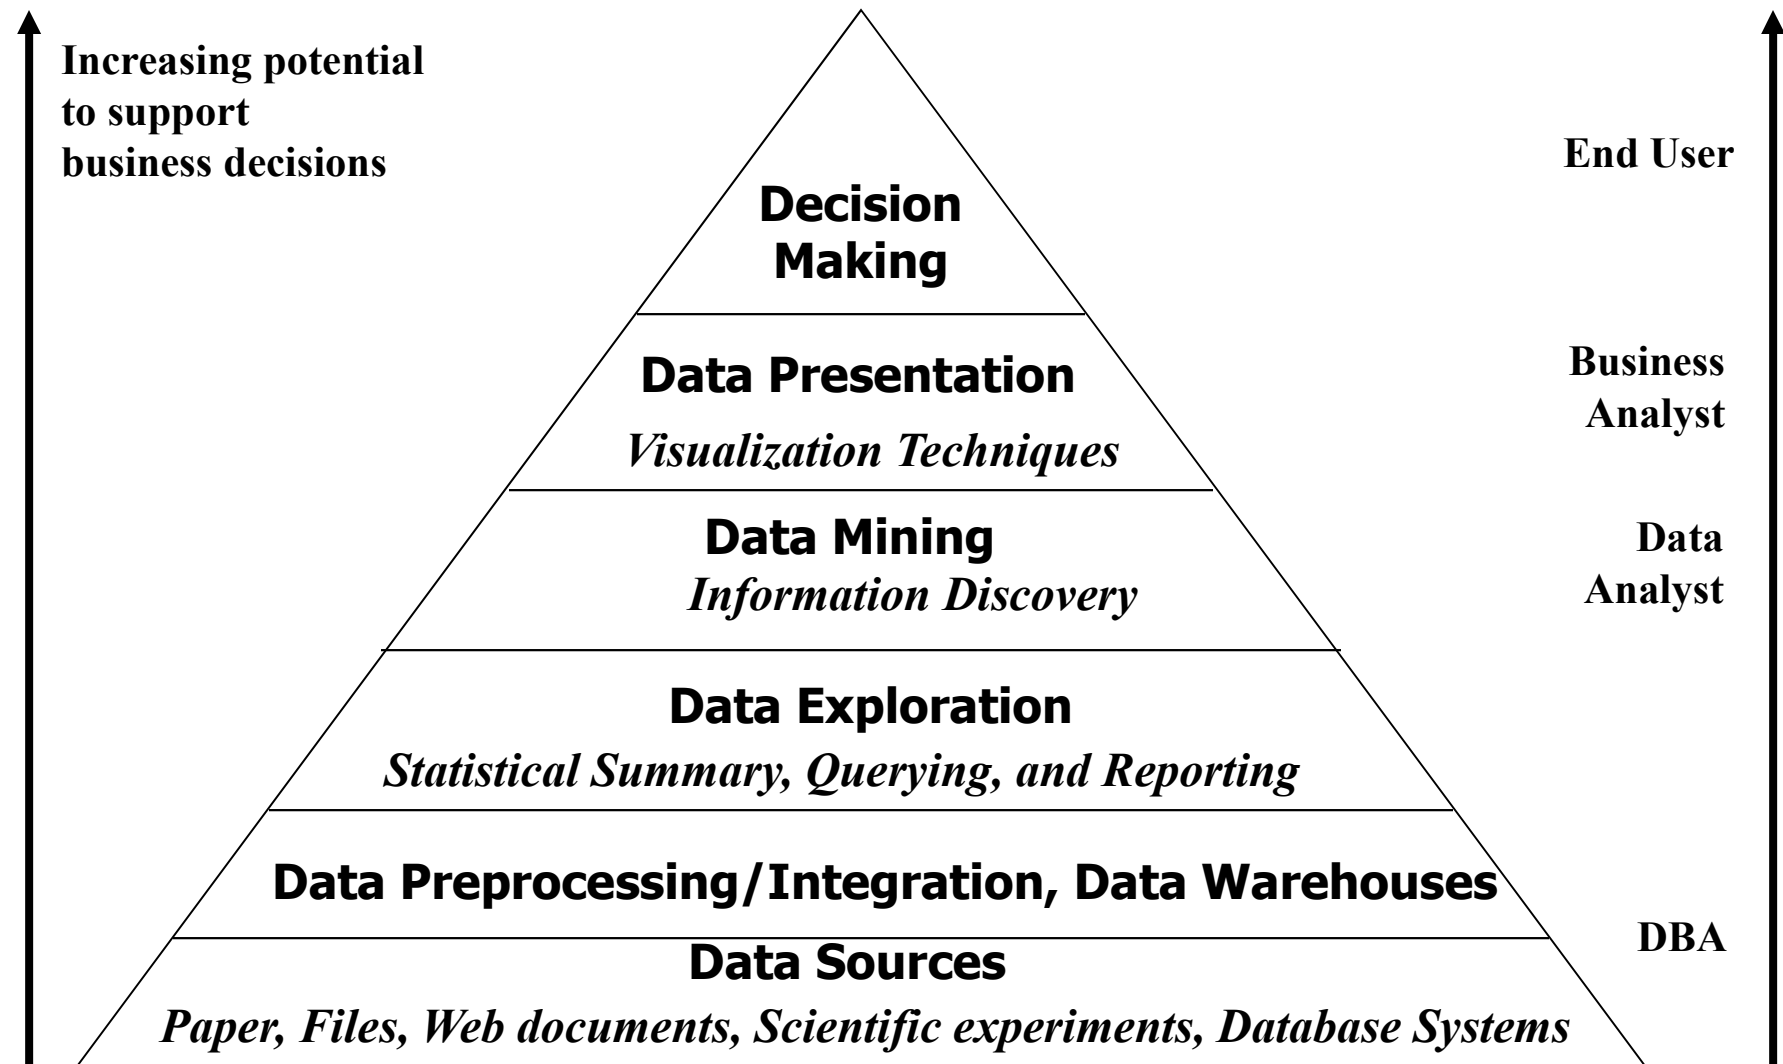 Increasing potential
to support
business decisions
End User
Decision
Making
Data Presentation
Visualization Techniques
Business
Analyst
Data Mining
Information Discovery
Data
Analyst
Data Exploration
Statistical Summary, Querying, and Reporting
Data Preprocessing/Integration, Data Warehouses
DBA
Data Sources
Paper, Files, Web documents, Scientific experiments, Database Systems